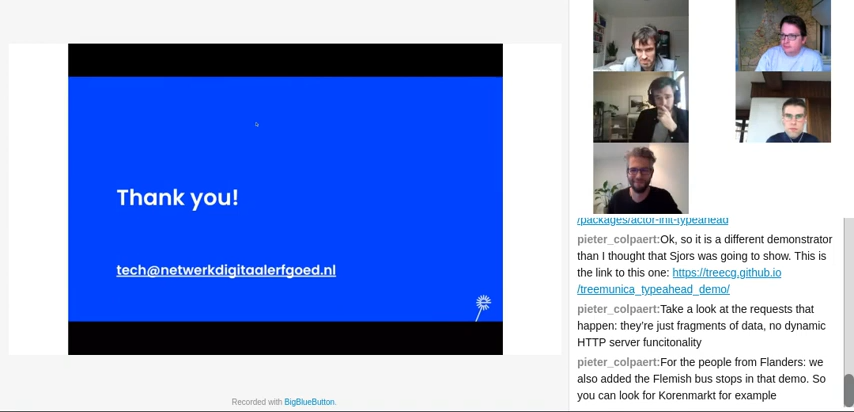 Thank you!
tech@netwerkdigitaalerfgoed.nl
Recorded with BigBlueButton.
/packages/actor-init-typeahead
pieter_colpaert:Ok, so it is a different demonstrator
than I thought that Sjors was going to show. This is
the link to this one: https://treecg.github.io
/treemunica_typeahead_demo/
pieter_colpaert:Take a look at the requests that
happen: they're just fragments of data, no dynamic
HTTP server funcitonality
pieter_colpaert:For the people from Flanders: we
also added the Flemish bus stops in that demo. So
you can look for Korenmarkt for example